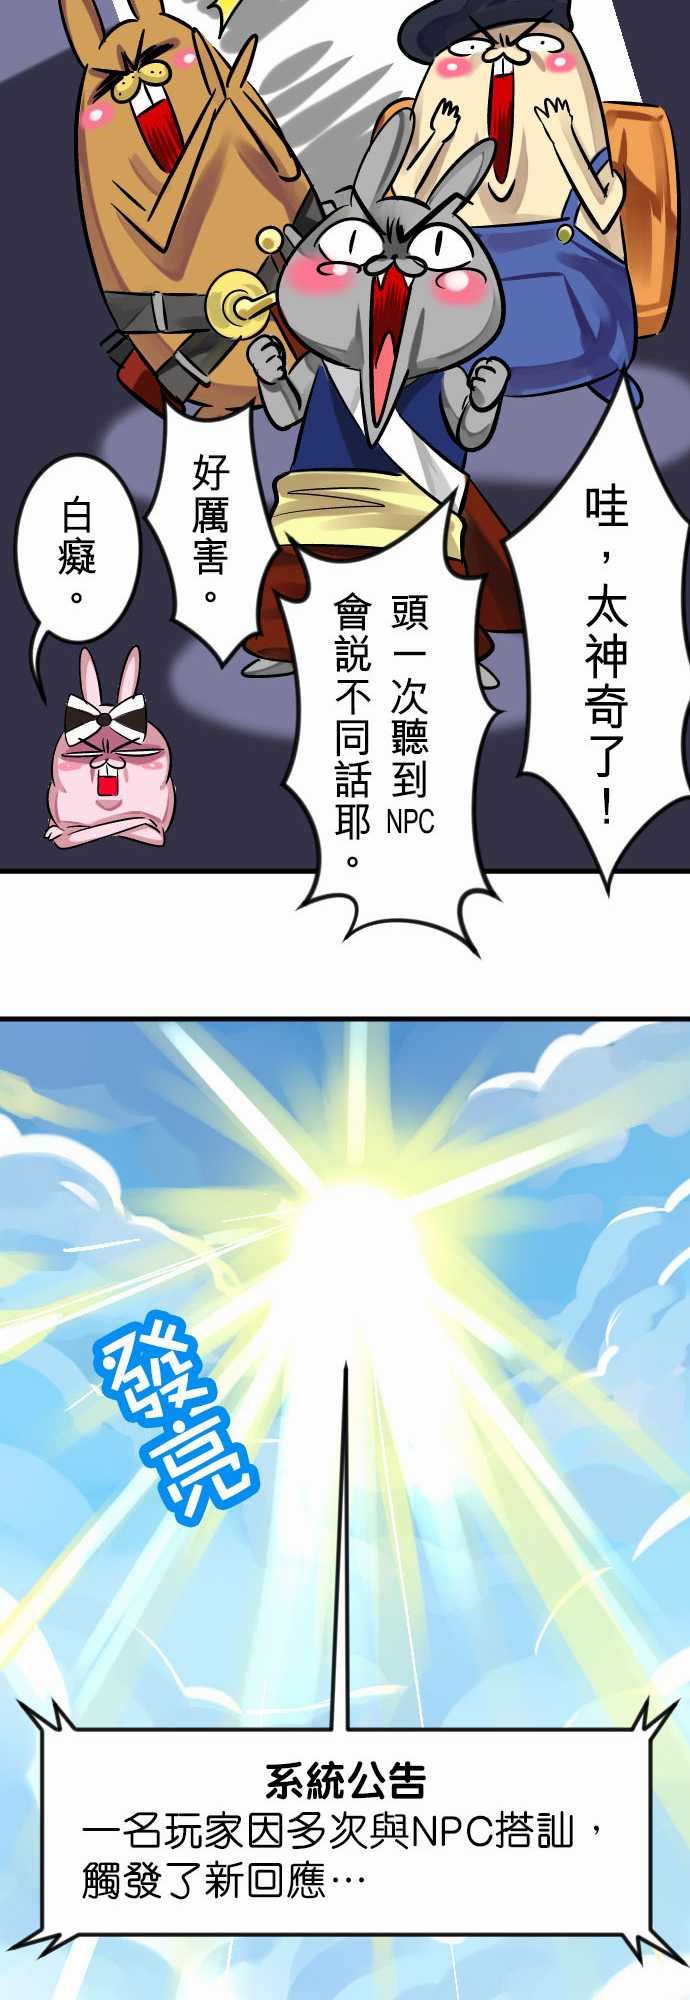 哇，太神奇了！
頭一次聽到NPC
會說不同話耶。
好厲害。
白癡。
發亮
系統公告
一名玩家因多次與NPC搭訕，
觸發了新回應…